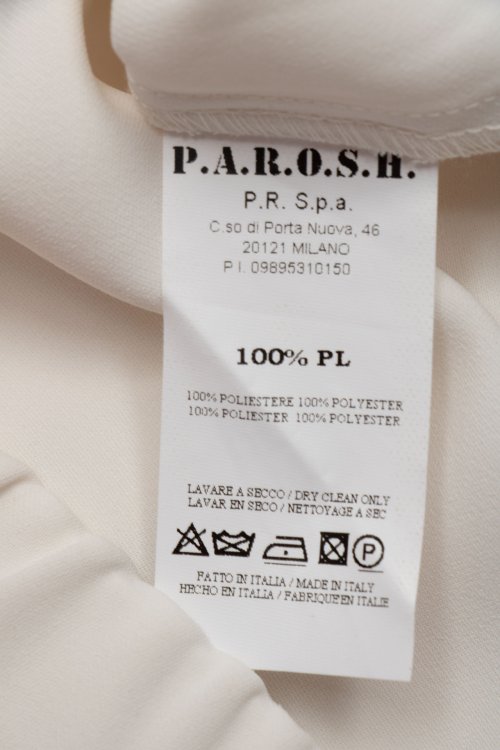 P.A.R.O.S.H.
P.R. S.p.a.
C.so di Porta Nuova, 46
20121 MILANO
P I. 09895310150
100% PL
100% POLIESTERE 100% POLYESTER
100% POLIESTER 100% POLYESTER
LAVARE A SECCO / DRY CLEAN ONLY
LAVAR EN SECO / NETTOYAGE A SEC
P
FATTO IN ITALIA / MADE IN ITALY
HECHO EN ITALIA / FABRIQUEEN ITALIE